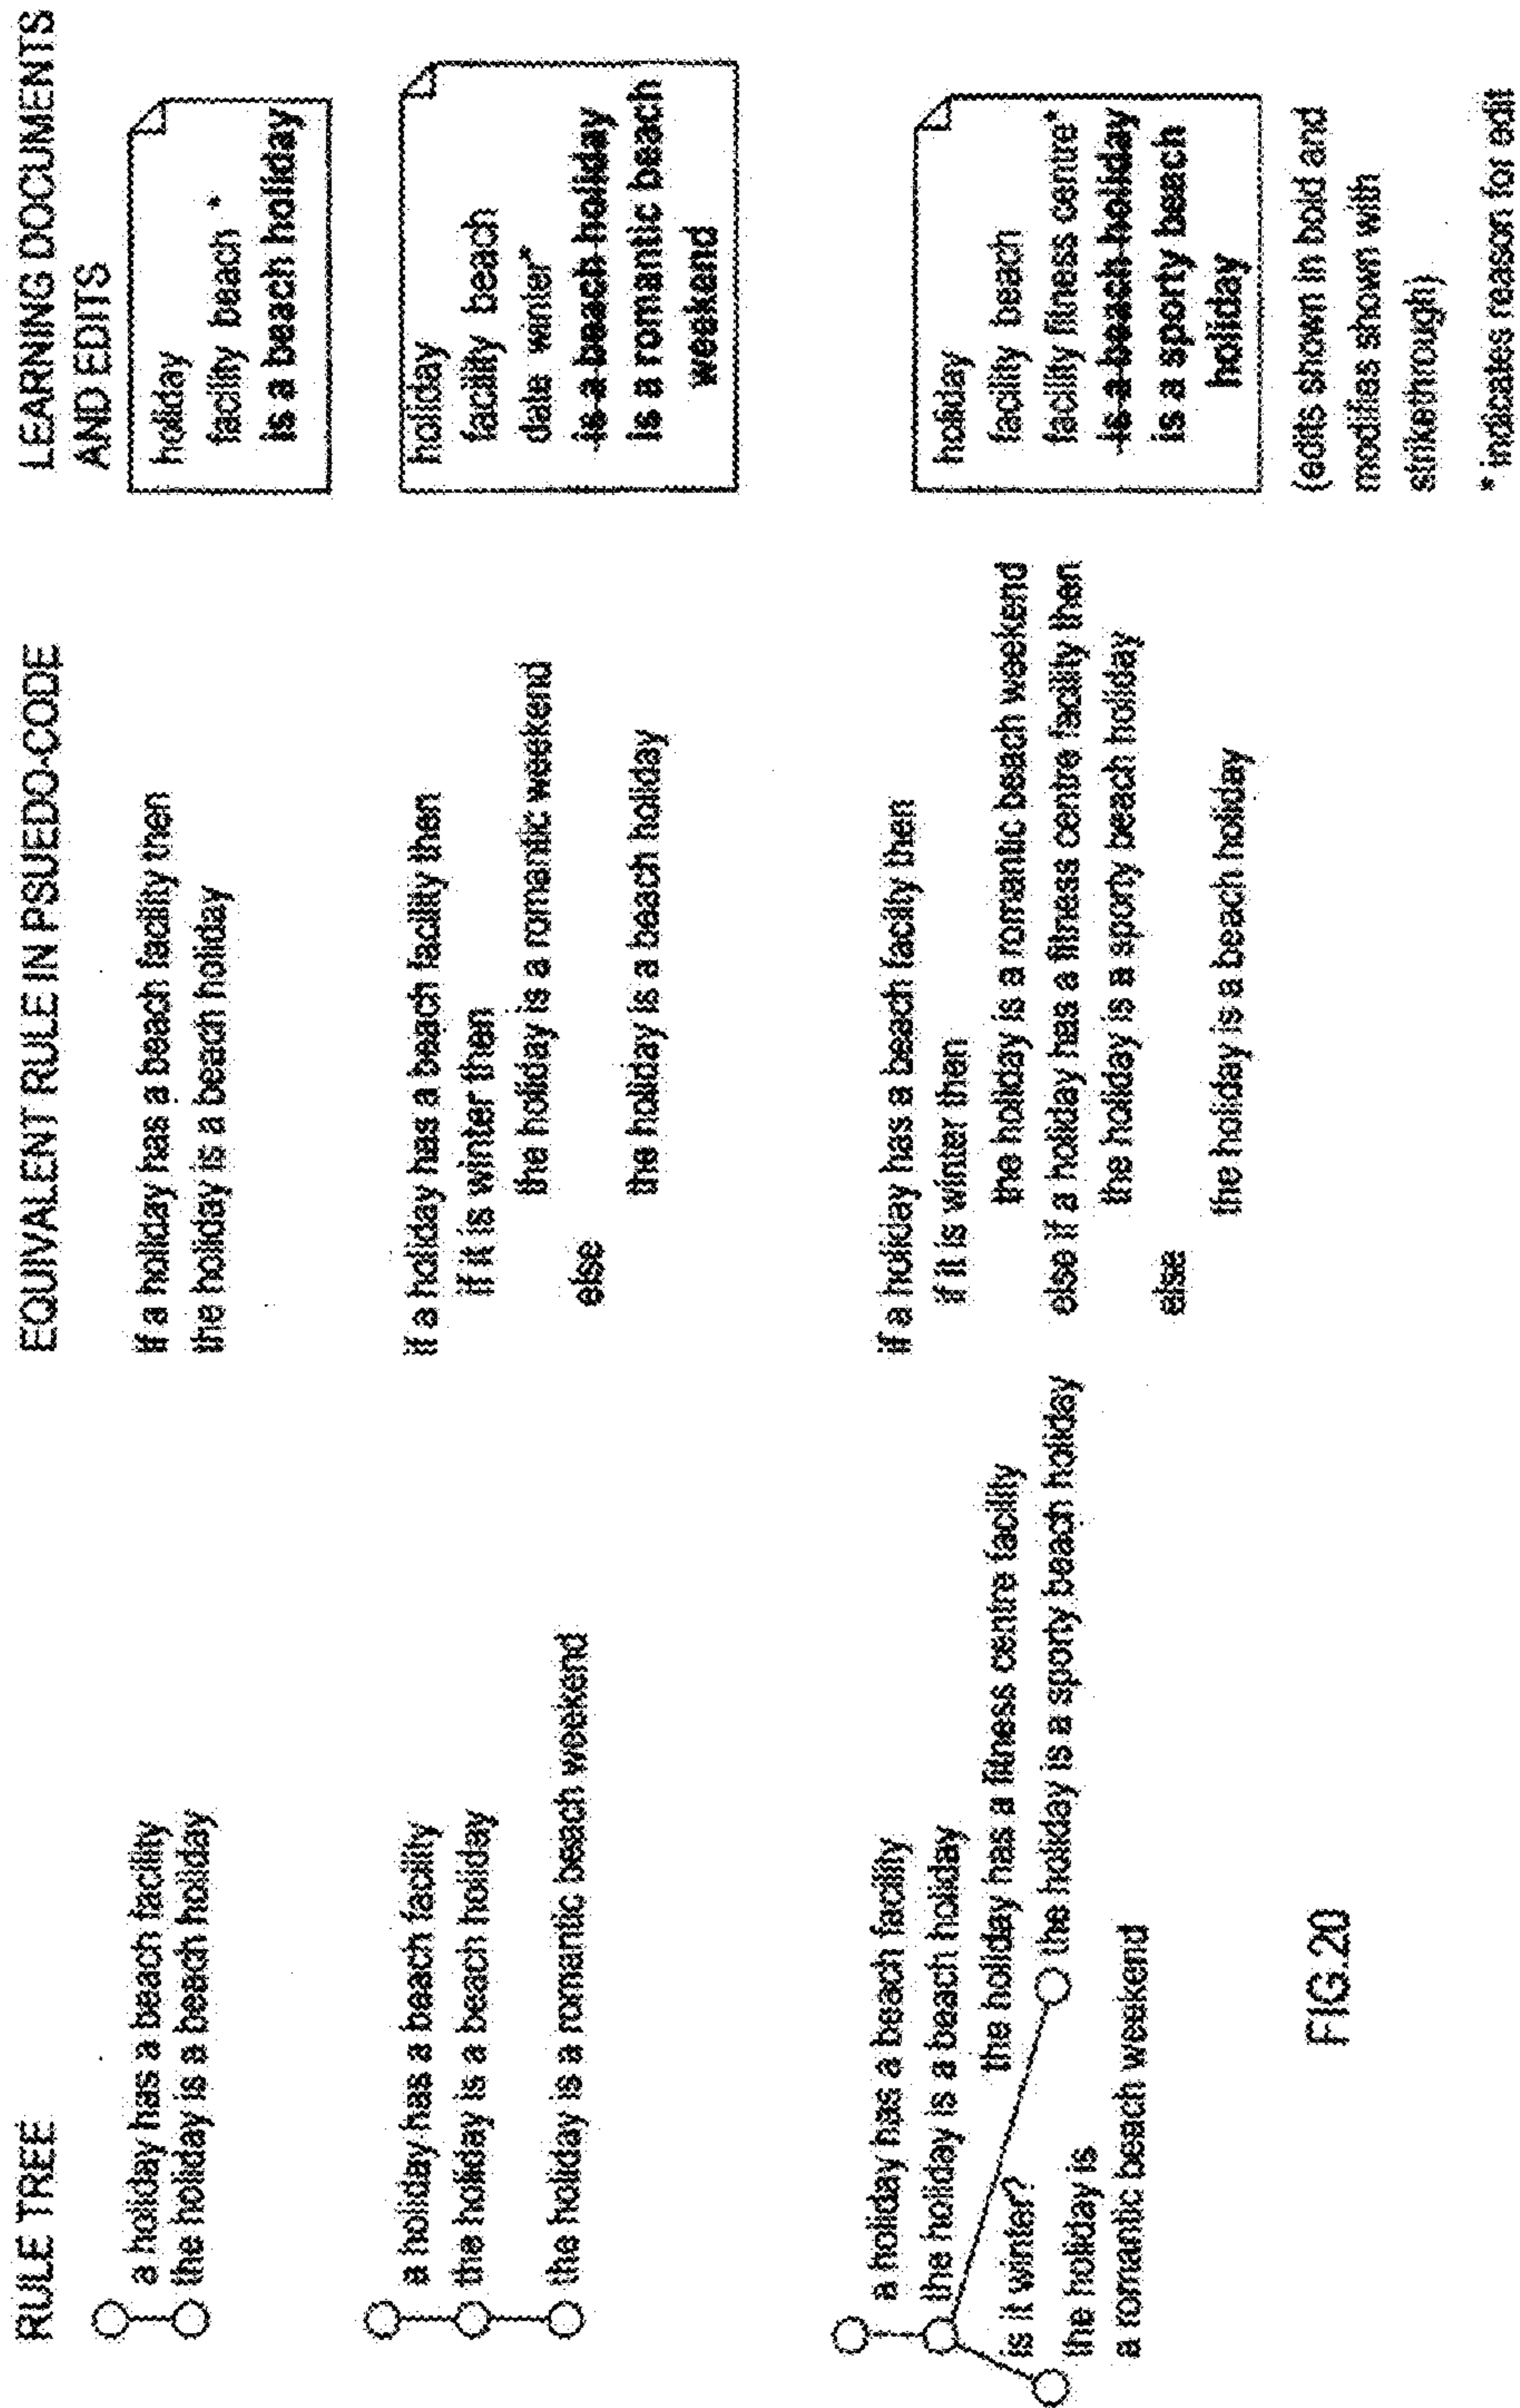 RULE TREE
EQUIVALENT RULE IN PSUEDO-CODE
LEARNING DOCUMENTS
AND EDITS
a holiday has a beach facility
the holiday is a beach holiday
if a holiday has a beach facility then
the holiday is a beach holiday
holiday
facility beach *
is a beach holiday
a holiday has a beach facility
the holiday is a beach holiday
the holiday is a romantic beach weekend
if a holiday has a beach facility then
if it is winter then
the holiday is a romantic weekend
else
the holiday is a beach holiday
holiday
facility beach
date winter*
is a beach holiday
is a romantic beach
weekend
a holiday has a beach facility
the holiday is a beach holiday
the holiday has a fitness centre facility
the holiday is a sporty beach holiday
is it winter?
the holiday is
a romantic beach weekend
if a holiday has a beach facility then
if it is winter then
the holiday is a romantic beach weekend
else if a holiday has a fitness centre facility then
the holiday is a sporty beach holiday
else
the holiday is a beach holiday
holiday
facility beach
facility fitness centre*
is a beach holiday
is a sporty beach
holiday
(edits shown in bold and
modifies shown with
strikethrough)
* indicates reason for edit
FIG.20